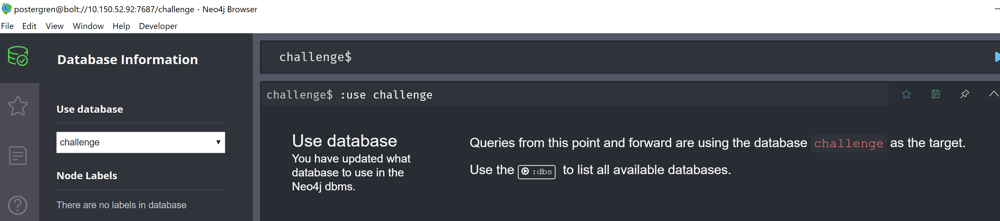 postergren@bolt://10.150.52.92:7687/challenge - Neo4j Browser
File Edit View Window Help Developer
Database Information
Use database
challenge
Node Labels
There are no labels in database
challenge$
challenge$ :use challenge
Use database
You have updated what
database to use in the
Neo4j dbms.
Queries from this point and forward are using the database challenge as the target.
Use the :dbs to list all available databases.